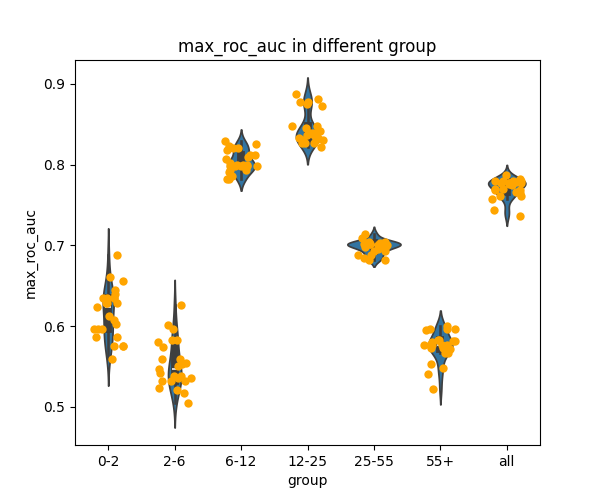 max_roc_auc in different group
0.9
0.8
0.7
0.6
0.5
max_roc_auc
0-2 2-6 6-12 12-25 25-55 55+ all
group